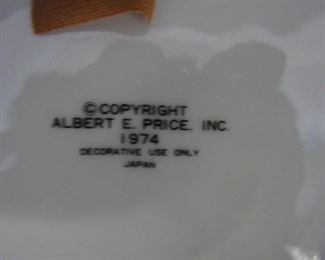 © COPYRIGHT
ALBERT E. PRICE, INC.
1974
DECORATIVE USE ONLY
JAPAN